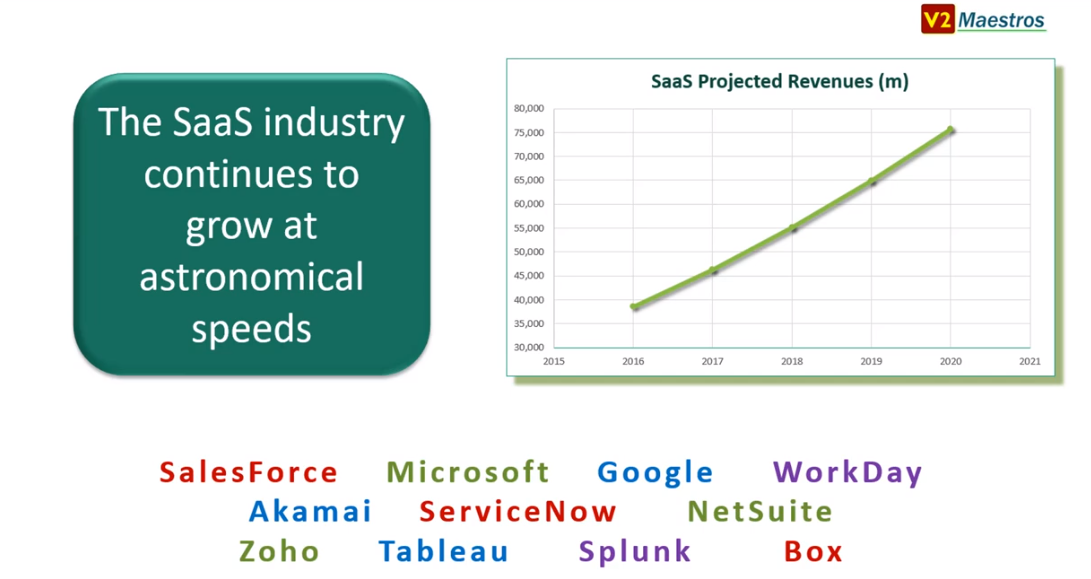 V2 Maestros
The SaaS industry
continues to
grow at
astronomical
speeds
SaaS Projected Revenues (m)
80,000
75,000
70,000
65,000
60,000
55,000
50,000
45,000
40,000
35,000
30,000
2015 2016 2017 2018 2019 2020 2021
SalesForce Microsoft Google WorkDay
Akamai ServiceNow NetSuite
Zoho Tableau Splunk Box